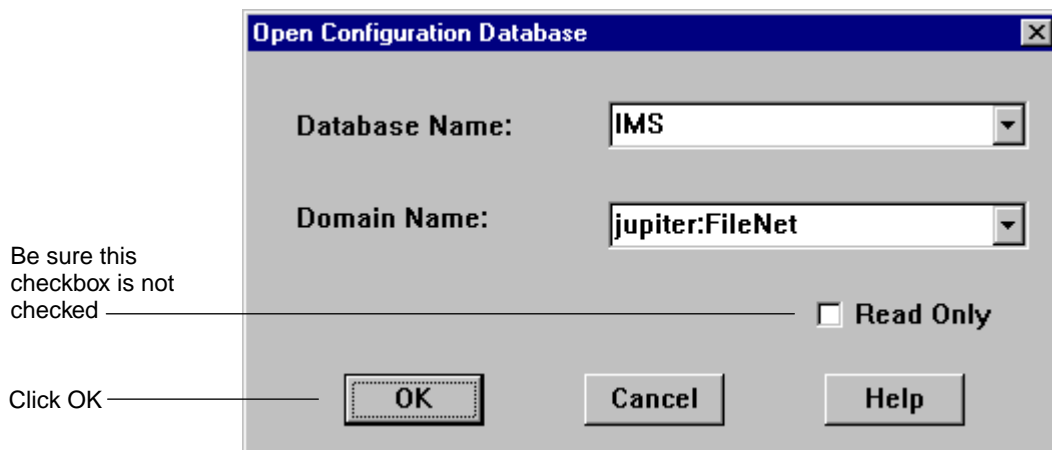 Open Configuration Database
Database Name: IMS
Domain Name: jupiter:FileNet
Be sure this
checkbox is not
checked
Read Only
Click OK
OK Cancel Help